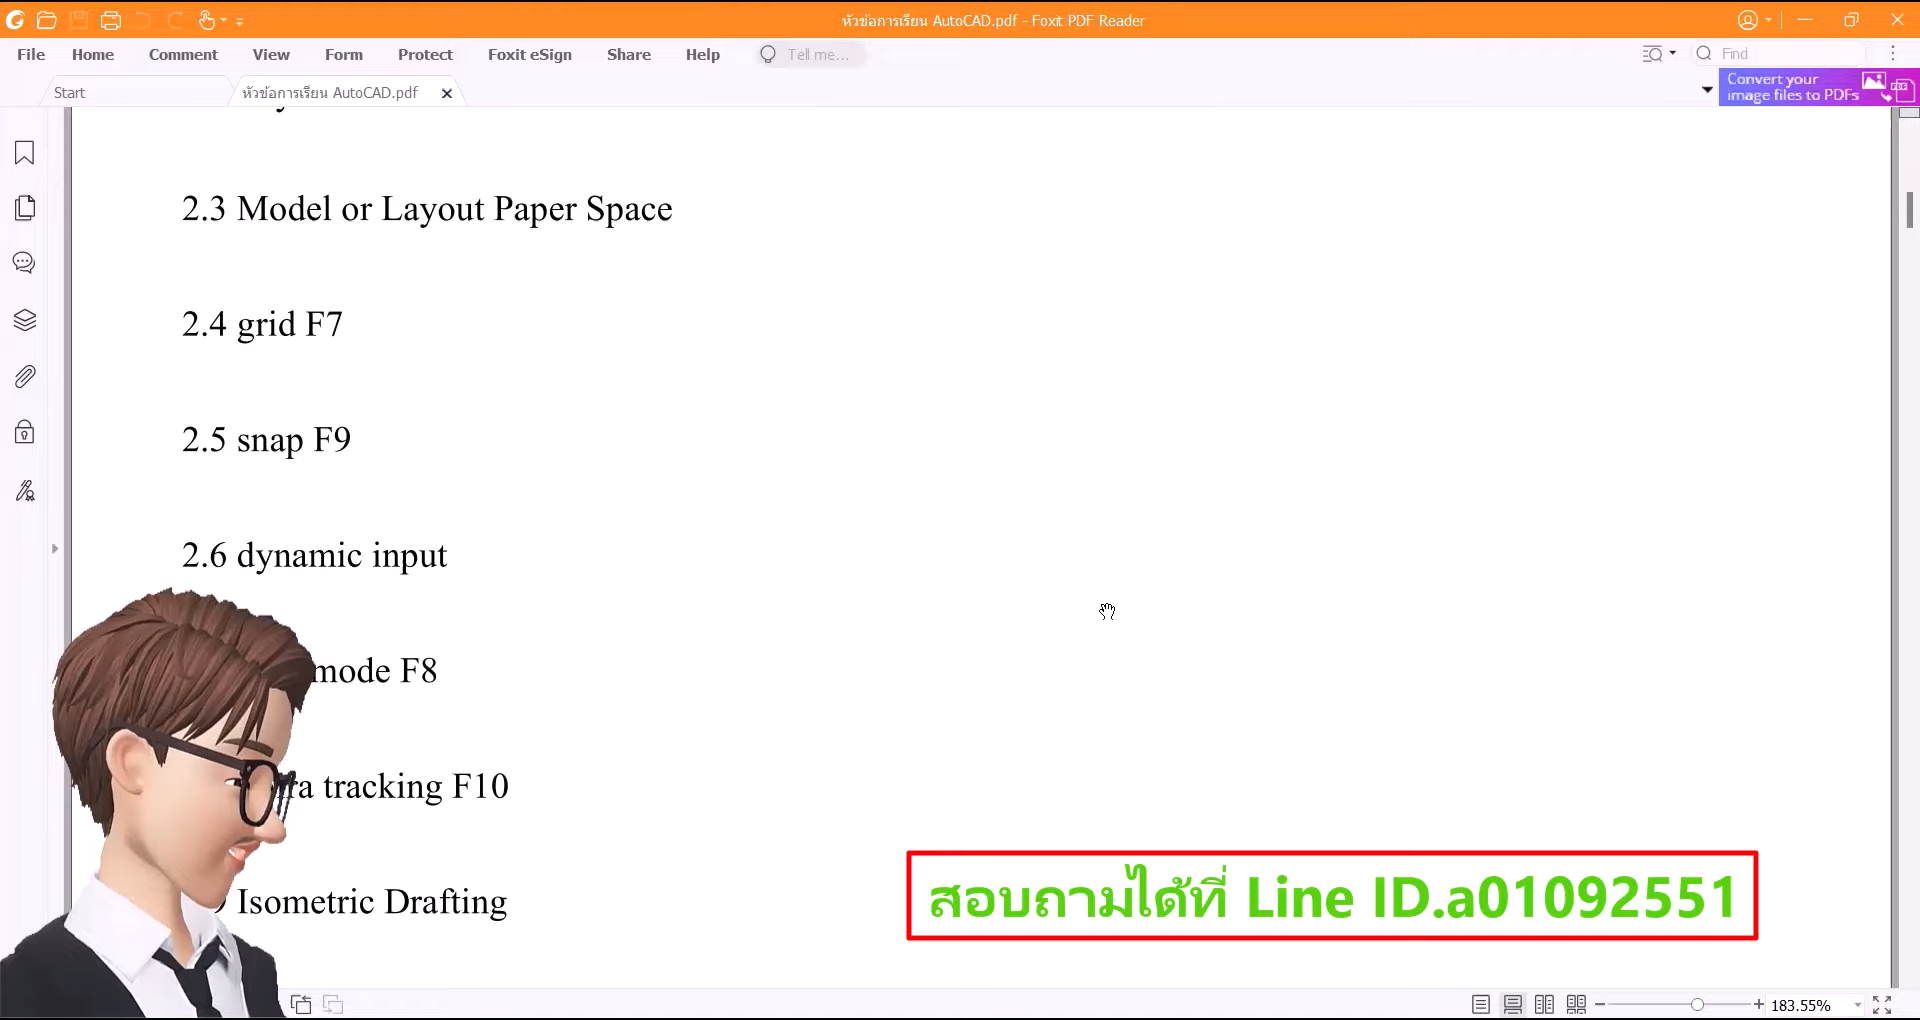 หัวข้อการเรียน AutoCAD.pdf - Foxit PDF Reader
File Home Comment View Form Protect Foxit eSign Share Help Tell me... Find
Start หัวข้อการเรียน AutoCAD.pdf
Convert your
image files to PDFs
2.3 Model or Layout Paper Space
2.4 grid F7
2.5 snap F9
2.6 dynamic input
mode F8
tracking F10
Isometric Drafting
สอบถามได้ที่ Line ID.a01092551
183.55%